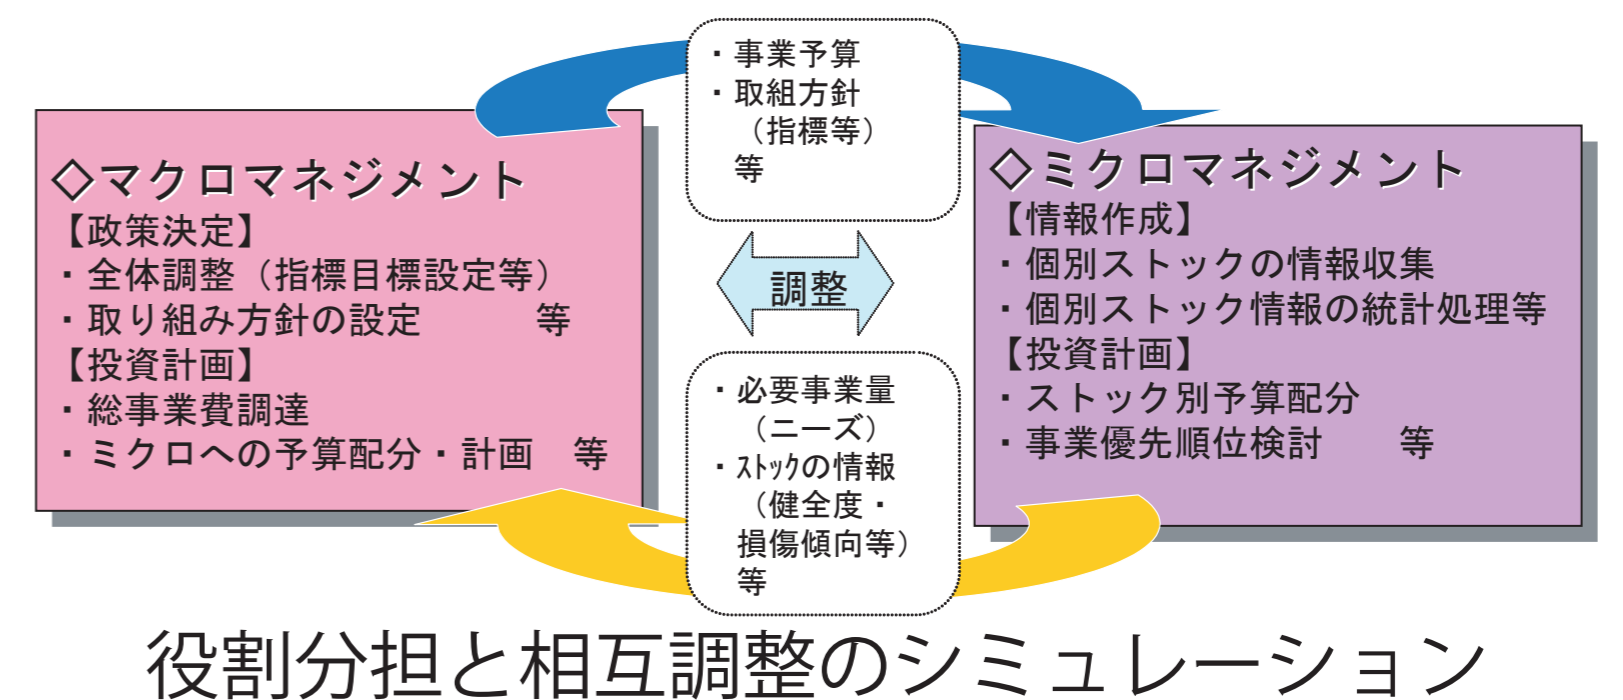 ◇マクロマネジメント
【政策決定】
・全体調整（指標目標設定等）
・取り組み方針の設定　　　等
【投資計画】
・総事業費調達
・ミクロへの予算配分・計画　等
・事業予算
・取組方針
（指標等）
等
調整
・必要事業量
（ニーズ）
・ｽﾄｯｸの情報
（健全度・
損傷傾向等）
等
◇ミクロマネジメント
【情報作成】
・個別ストックの情報収集
・個別ストック情報の統計処理等
【投資計画】
・ストック別予算配分
・事業優先順位検討　　等
役割分担と相互調整のシミュレーション